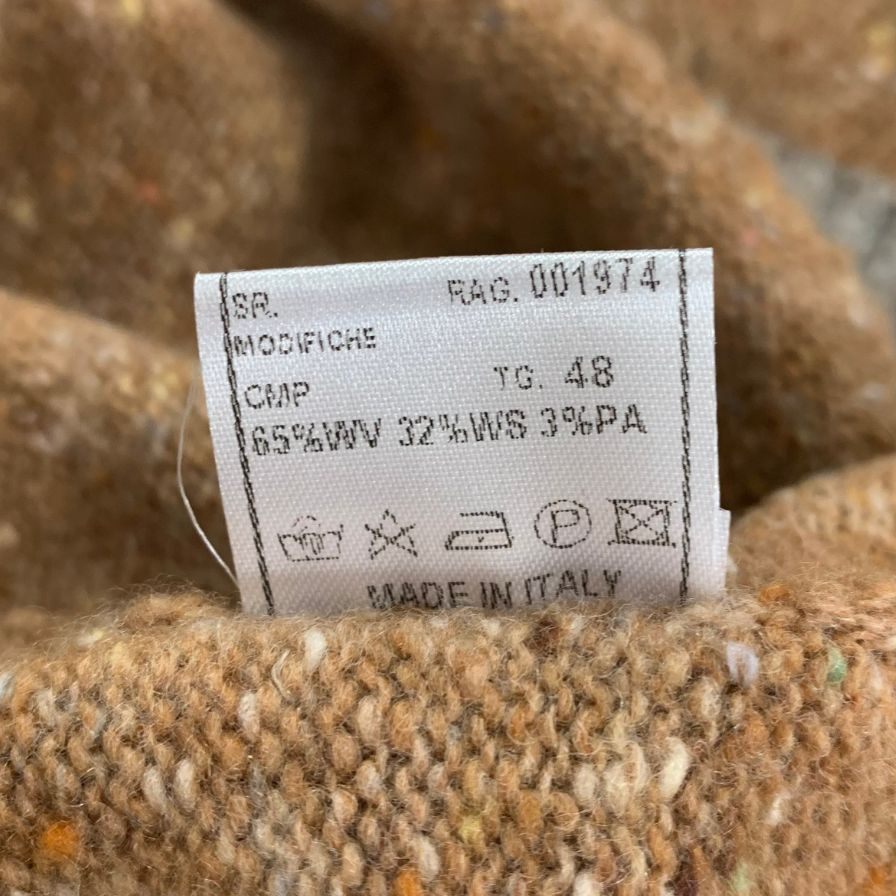 SR. RAG. 001974
MODIFICHE
CMP TG. 48
65%WV 32%WS 3%PA
P
MADE IN ITALY